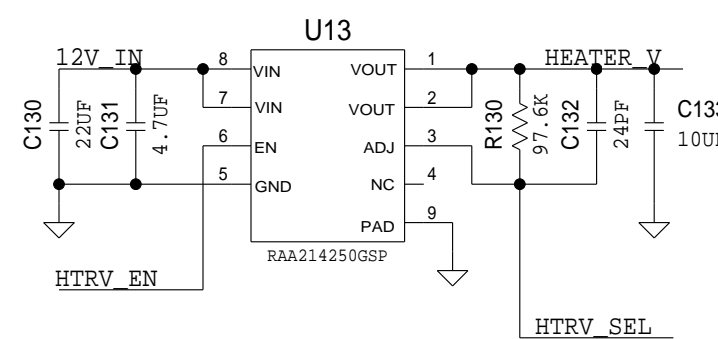 U13
12V_IN
HEATER_V
8
VIN
VOUT
1
7
VIN
VOUT
2
6
EN
ADJ
3
5
GND
NC
4
PAD
9
RAA214250GSP
C130
22UF
C131
4.7UF
R130
97.6K
C132
24PF
C133
10U
HTRV_EN
HTRV_SEL